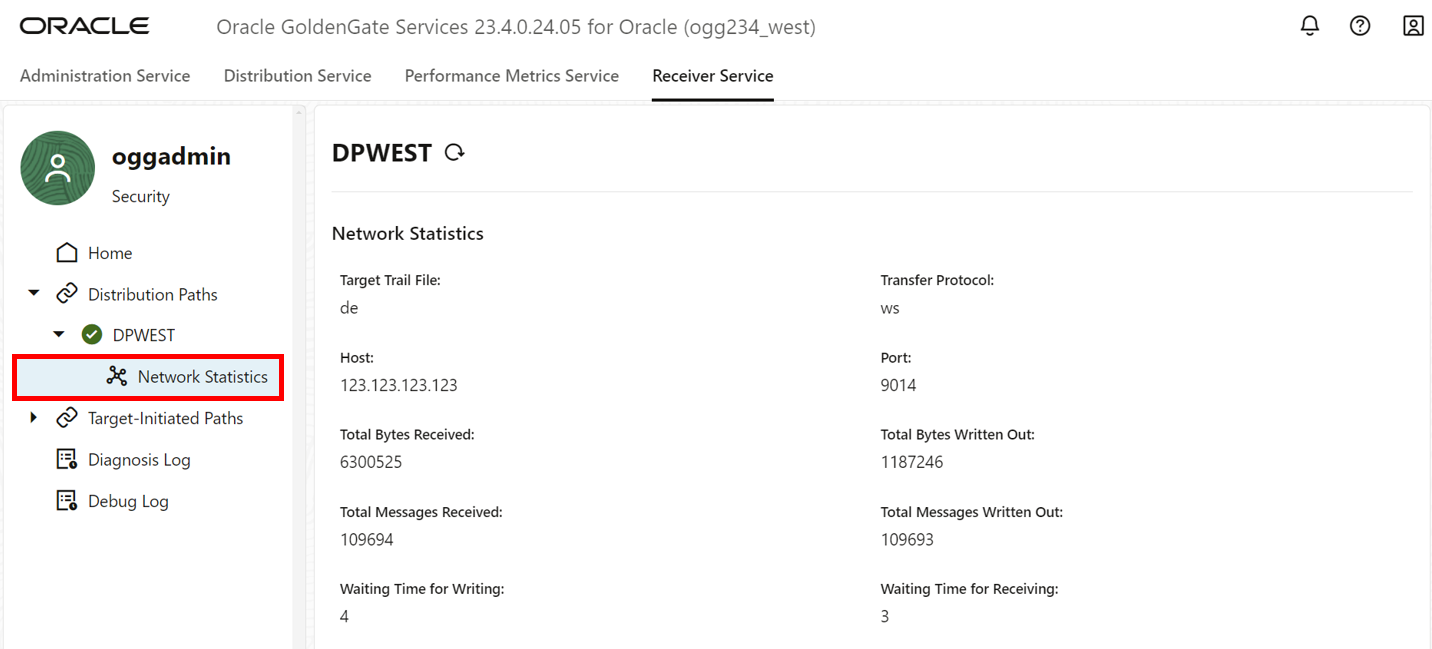 ORACLE
Oracle GoldenGate Services 23.4.0.24.05 for Oracle (ogg234_west)
Administration Service
Distribution Service
Performance Metrics Service
Receiver Service
oggadmin
Security
Home
Distribution Paths
DPWEST
Network Statistics
Target-Initiated Paths
Diagnosis Log
Debug Log
DPWEST
Network Statistics
Target Trail File:
de
Transfer Protocol:
ws
Host:
123.123.123.123
Port:
9014
Total Bytes Received:
6300525
Total Bytes Written Out:
1187246
Total Messages Received:
109694
Total Messages Written Out:
109693
Waiting Time for Writing:
4
Waiting Time for Receiving:
3